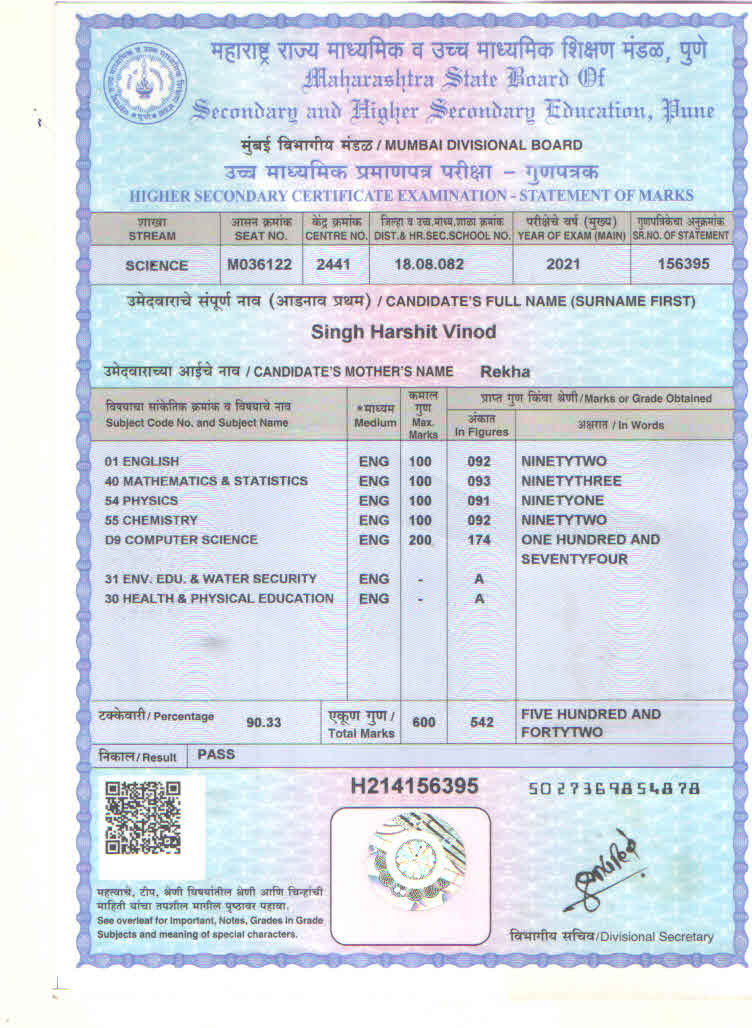 महाराष्ट्र राज्य माध्यमिक व उच्च माध्यमिक शिक्षण मंडळ, पुणे
Maharashtra State Board Of
Secondary and Higher Secondary Education, Pune
मुंबई विभागीय मंडळ / MUMBAI DIVISIONAL BOARD
उच्च माध्यमिक प्रमाणपत्र परीक्षा – गुणपत्रक
HIGHER SECONDARY CERTIFICATE EXAMINATION - STATEMENT OF MARKS
शाखा आसन क्रमांक केंद्र क्रमांक जिल्हा व उच्च.माध्य.शाळा क्रमांक परीक्षेचे वर्ष (मुख्य) गुणपत्रिकेचा अनुक्रमांक
STREAM SEAT NO. CENTRE NO. DIST.& HR.SEC.SCHOOL NO. YEAR OF EXAM (MAIN) SR.NO. OF STATEMENT
SCIENCE M036122 2441 18.08.082 2021 156395
उमेदवाराचे संपूर्ण नाव (आडनाव प्रथम) / CANDIDATE'S FULL NAME (SURNAME FIRST)
Singh Harshit Vinod
उमेदवाराच्या आईचे नाव / CANDIDATE'S MOTHER'S NAME Rekha
विषयाचा सांकेतिक क्रमांक व विषयाचे नाव
Subject Code No. and Subject Name
*माध्यम
Medium
कमाल
गुण
Max.
Marks
प्राप्त गुण किंवा श्रेणी/Marks or Grade Obtained
अंकात
In Figures
अक्षरात / In Words
01 ENGLISH ENG 100 092 NINETYTWO
40 MATHEMATICS & STATISTICS ENG 100 093 NINETYTHREE
54 PHYSICS ENG 100 091 NINETYONE
55 CHEMISTRY ENG 100 092 NINETYTWO
D9 COMPUTER SCIENCE ENG 200 174 ONE HUNDRED AND
SEVENTYFOUR
31 ENV. EDU. & WATER SECURITY ENG - A
30 HEALTH & PHYSICAL EDUCATION ENG - A
टक्केवारी/ Percentage 90.33
एकूण गुण /
Total Marks
600 542
FIVE HUNDRED AND
FORTYTWO
निकाल/Result PASS
H214156395
5027369854878
महत्वाचे, टीप, श्रेणी विषयांतील श्रेणी आणि चिन्हांची
माहिती यांचा तपशील मागील पृष्ठावर पहावा.
See overleaf for Important, Notes, Grades in Grade
Subjects and meaning of special characters.
विभागीय सचिव/Divisional Secretary